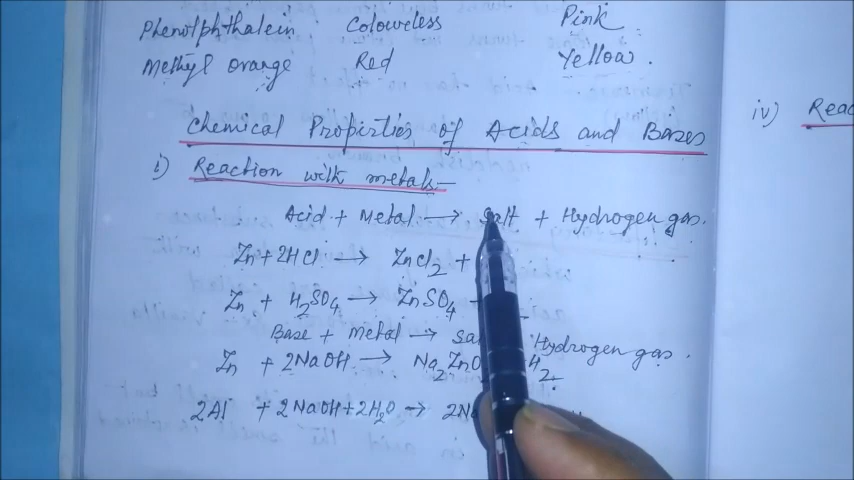 Phenolphthalein Colourless Pink
Methyl orange Red Yellow.
Chemical Properties of Acids and Bases
i) Reaction with metals—
Acid + Metal → Salt + Hydrogen gas.
Zn + 2HCl → ZnCl₂ +
Zn + H₂SO₄ → ZnSO₄ +
Base + Metal → Hydrogen gas.
Zn + 2NaOH → Na₂ZnO H₂.
2Al + 2NaOH + 2H₂O → 2N
iv)